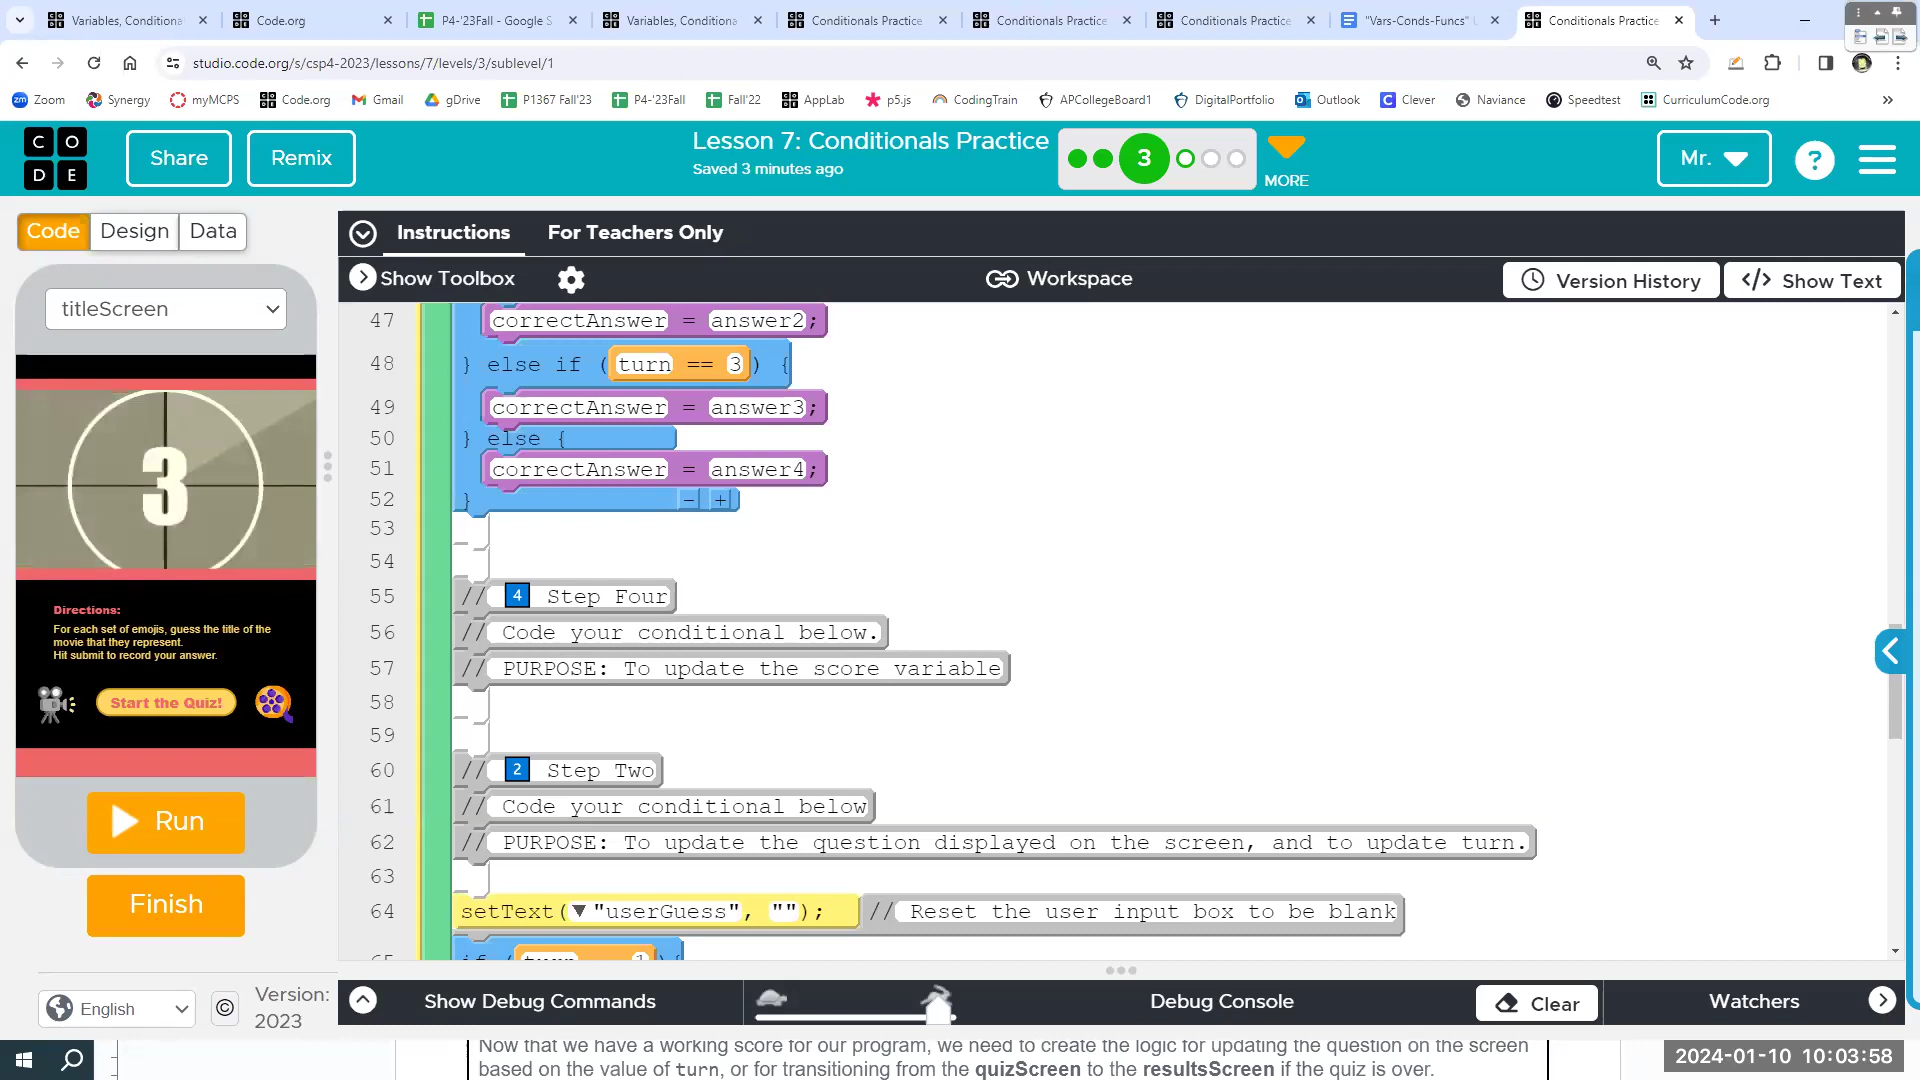 Variables, Conditiona
Code.org
P4-'23Fall - Google S
Variables, Conditiona
Conditionals Practice
Conditionals Practice
Conditionals Practice
"Vars-Conds-Funcs"
Conditionals Practice
studio.code.org/s/csp4-2023/lessons/7/levels/3/sublevel/1
Zoom
Synergy
myMCPS
Code.org
Gmail
gDrive
P1367 Fall'23
P4-'23Fall
Fall'22
AppLab
p5.js
CodingTrain
APCollegeBoard1
DigitalPortfolio
Outlook
Clever
Naviance
Speedtest
CurriculumCode.org
C O
D E
Share
Remix
Lesson 7: Conditionals Practice
Saved 3 minutes ago
3
MORE
Mr.
?
Code
Design
Data
Instructions
For Teachers Only
Show Toolbox
Workspace
Version History
</> Show Text
titleScreen
3
Directions:
For each set of emojis, guess the title of the
movie that they represent.
Hit submit to record your answer.
Start the Quiz!
Run
Finish
47 correctAnswer = answer2;
48 } else if ( turn == 3 ) {
49 correctAnswer = answer3;
50 } else {
51 correctAnswer = answer4;
52 } - +
53
54
55 // 4 Step Four
56 // Code your conditional below.
57 // PURPOSE: To update the score variable
58
59
60 // 2 Step Two
61 // Code your conditional below
62 // PURPOSE: To update the question displayed on the screen, and to update turn.
63
64 setText(▼"userGuess", ""); // Reset the user input box to be blank
65 if ( turn == 1 ){
English
©
Version:
2023
Show Debug Commands
Debug Console
Clear
Watchers
Now that we have a working score for our program, we need to create the logic for updating the question on the screen
based on the value of turn, or for transitioning from the quizScreen to the resultsScreen if the quiz is over.
2024-01-10 10:03:58